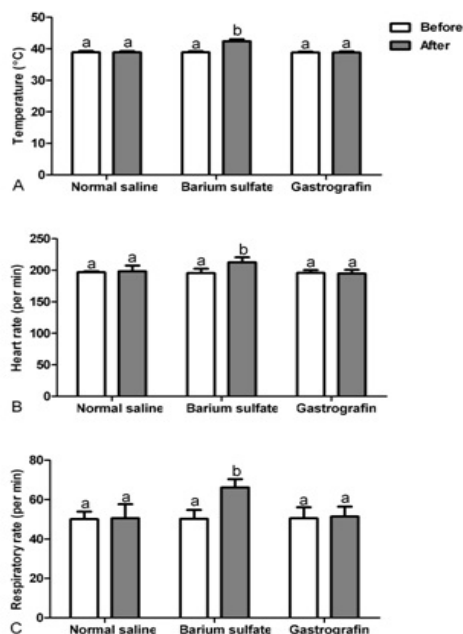 Before
After
Temperature (°C)
50
40
30
20
10
0
a a a b a a
Normal saline Barium sulfate Gastrografin
A
Heart rate (per min)
250
200
150
100
50
0
a a a b a a
Normal saline Barium sulfate Gastrografin
B
Respiratory rate (per min)
80
60
40
20
0
a a a b a a
Normal saline Barium sulfate Gastrografin
C